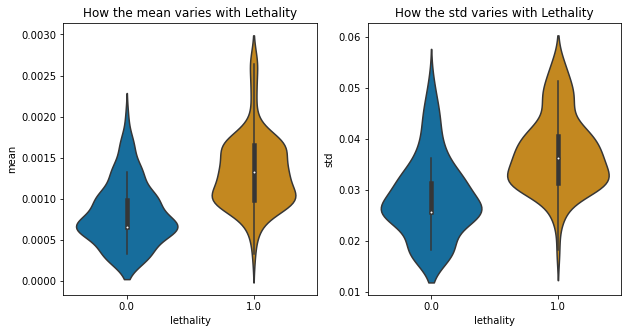 How the mean varies with Lethality
mean
0.0030
0.0025
0.0020
0.0015
0.0010
0.0005
0.0000
0.0
1.0
lethality
How the std varies with Lethality
std
0.06
0.05
0.04
0.03
0.02
0.01
0.0
1.0
lethality